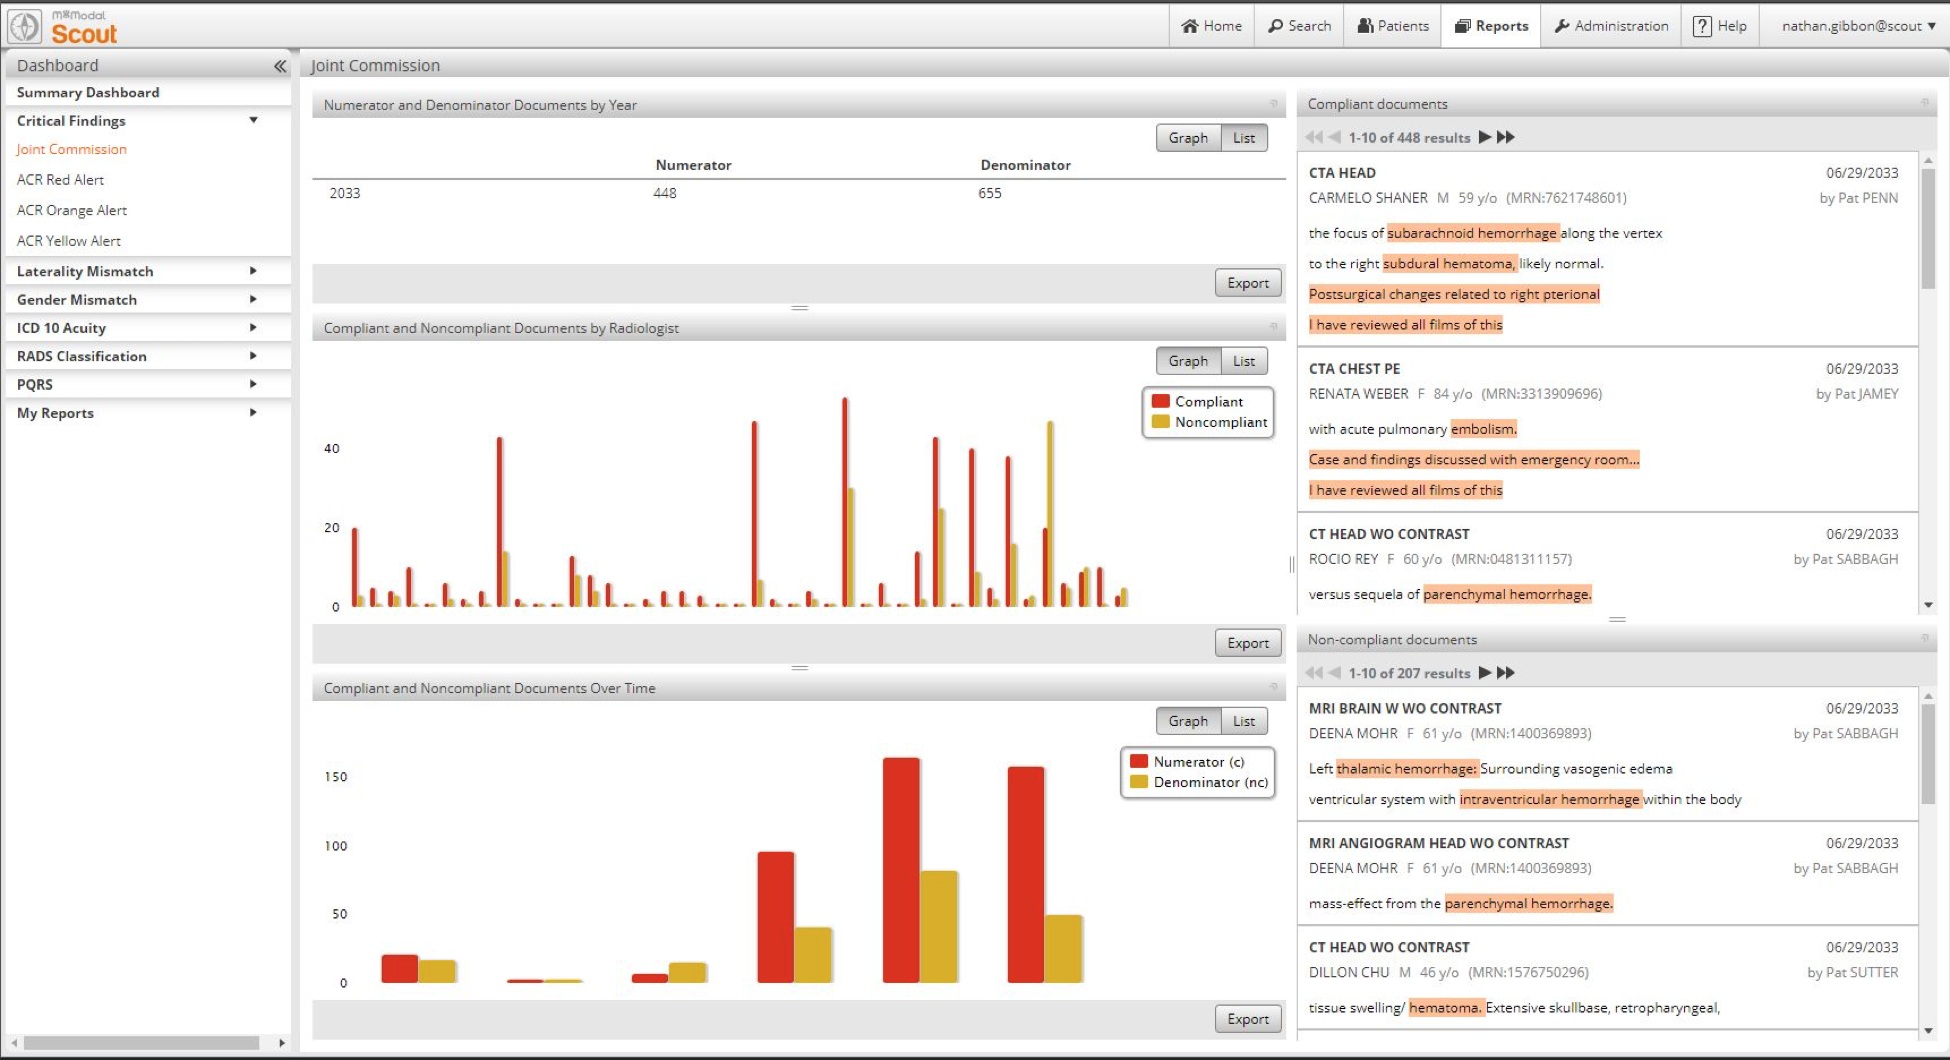 m*modal
Scout
Home
Search
Patients
Reports
Administration
? Help
nathan.gibbon@scout
Dashboard
Summary Dashboard
Critical Findings
Joint Commission
ACR Red Alert
ACR Orange Alert
ACR Yellow Alert
Laterality Mismatch
Gender Mismatch
ICD 10 Acuity
RADS Classification
PQRS
My Reports
Joint Commission
Numerator and Denominator Documents by Year
Graph List
Numerator Denominator
2033 448 655
Export
Compliant and Noncompliant Documents by Radiologist
Graph List
Compliant
Noncompliant
40
20
0
Export
Compliant and Noncompliant Documents Over Time
Graph List
Numerator (c)
Denominator (nc)
150
100
50
0
Export
Compliant documents
1-10 of 448 results
CTA HEAD 06/29/2033
CARMELO SHANER M 59 y/o (MRN:7621748601) by Pat PENN
the focus of subarachnoid hemorrhage along the vertex
to the right subdural hematoma, likely normal.
Postsurgical changes related to right pterional
I have reviewed all films of this
CTA CHEST PE 06/29/2033
RENATA WEBER F 84 y/o (MRN:3313909696) by Pat JAMEY
with acute pulmonary embolism.
Case and findings discussed with emergency room...
I have reviewed all films of this
CT HEAD WO CONTRAST 06/29/2033
ROCIO REY F 60 y/o (MRN:0481311157) by Pat SABBAGH
versus sequela of parenchymal hemorrhage.
Non-compliant documents
1-10 of 207 results
MRI BRAIN W WO CONTRAST 06/29/2033
DEENA MOHR F 61 y/o (MRN:1400369893) by Pat SABBAGH
Left thalamic hemorrhage: Surrounding vasogenic edema
ventricular system with intraventricular hemorrhage within the body
MRI ANGIOGRAM HEAD WO CONTRAST 06/29/2033
DEENA MOHR F 61 y/o (MRN:1400369893) by Pat SABBAGH
mass-effect from the parenchymal hemorrhage.
CT HEAD WO CONTRAST 06/29/2033
DILLON CHU M 46 y/o (MRN:1576750296) by Pat SUTTER
tissue swelling/ hematoma. Extensive skullbase, retropharyngeal,